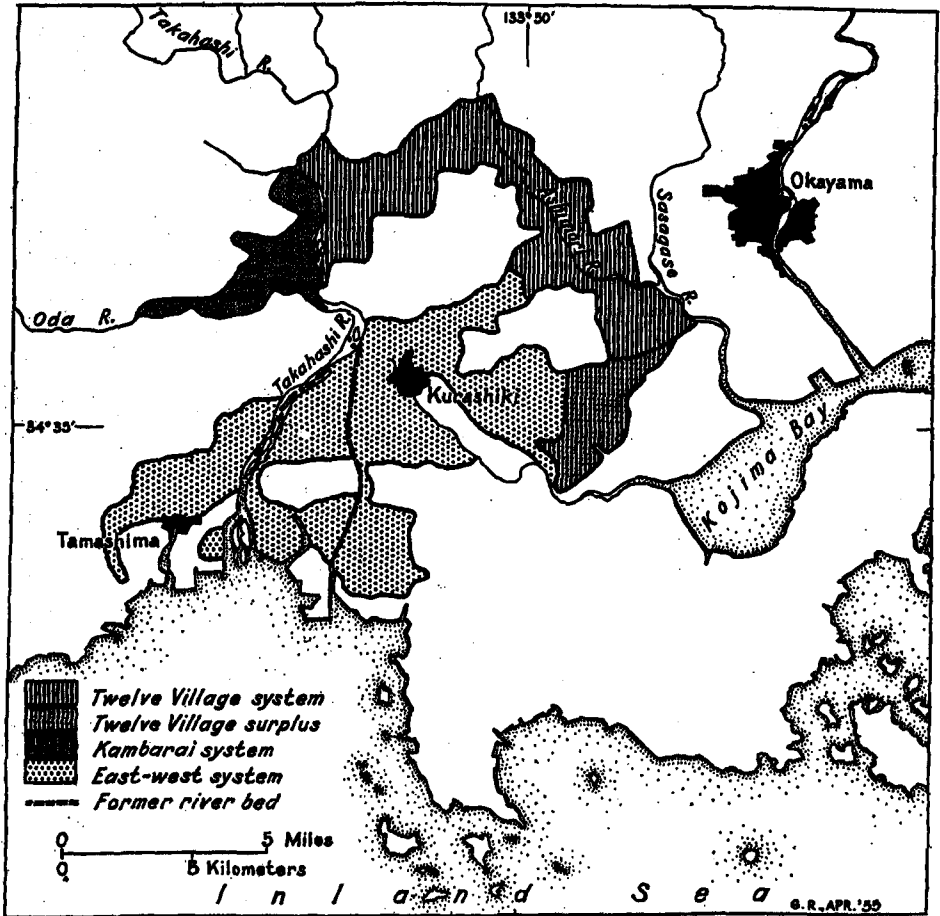 Takahashi R.
133° 50'
Okayama
Sasagase R.
Oda R.
Takahashi R.
Kurashiki
34° 35'
Kojima Bay
Tamashima
Twelve Village system
Twelve Village surplus
Kambarai system
East-west system
Former river bed
0 5 Miles
0 5 Kilometers
Inland Sea
G.R., APR. '55